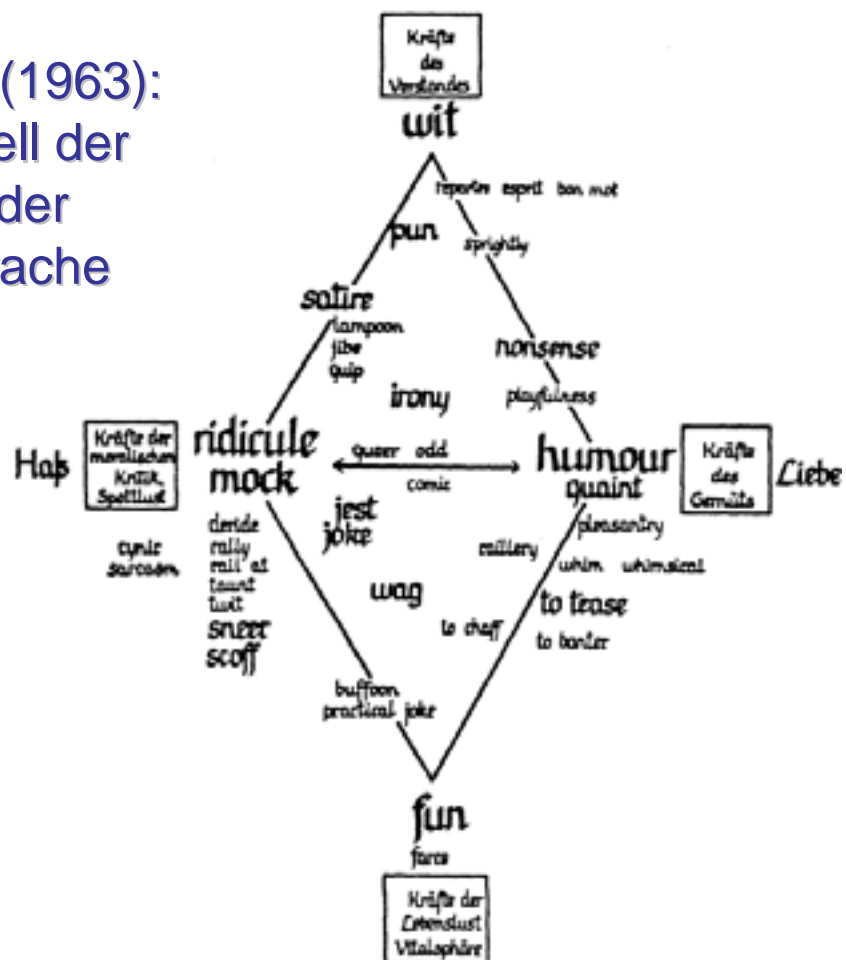 (1963):
ell der
der
ache
Kräfte
des
Verstandes
wit
repartee esprit bon mot
pun
sprightly
satire
lampoon
jibe
quip
nonsense
irony
playfulness
Haß
Kräfte der
moralischen
Kritik,
Spottlust
ridicule
mock
queer odd
comic
humour
quaint
Kräfte
des
Gemüts
Liebe
cynic
sarcasm
deride
rally
rail at
taunt
twit
sneer
scoff
jest
joke
pleasantry
raillery
whim whimsical
wag
to tease
to chaff
to banter
buffoon
practical joke
fun
farce
Kräfte der
Lebenslust
Vitalsphäre